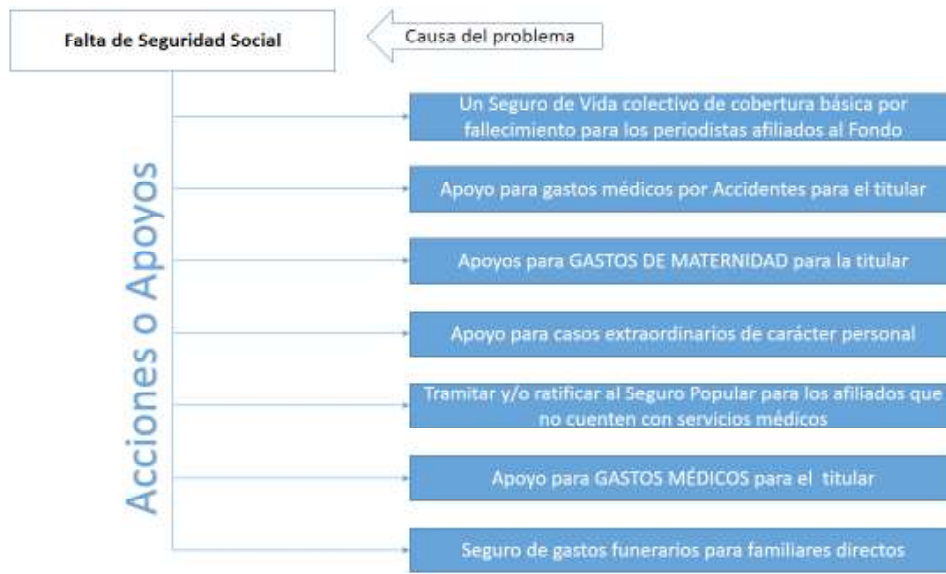 Falta de Seguridad Social
Causa del problema
Acciones o Apoyos
Un Seguro de Vida colectivo de cobertura básica por
fallecimiento para los periodistas afiliados al Fondo
Apoyo para gastos médicos por Accidentes para el titular
Apoyos para GASTOS DE MATERNIDAD para la titular
Apoyo para casos extraordinarios de carácter personal
Tramitar y/o ratificar al Seguro Popular para los afiliados que
no cuenten con servicios médicos
Apoyo para GASTOS MÉDICOS para el titular
Seguro de gastos funerarios para familiares directos